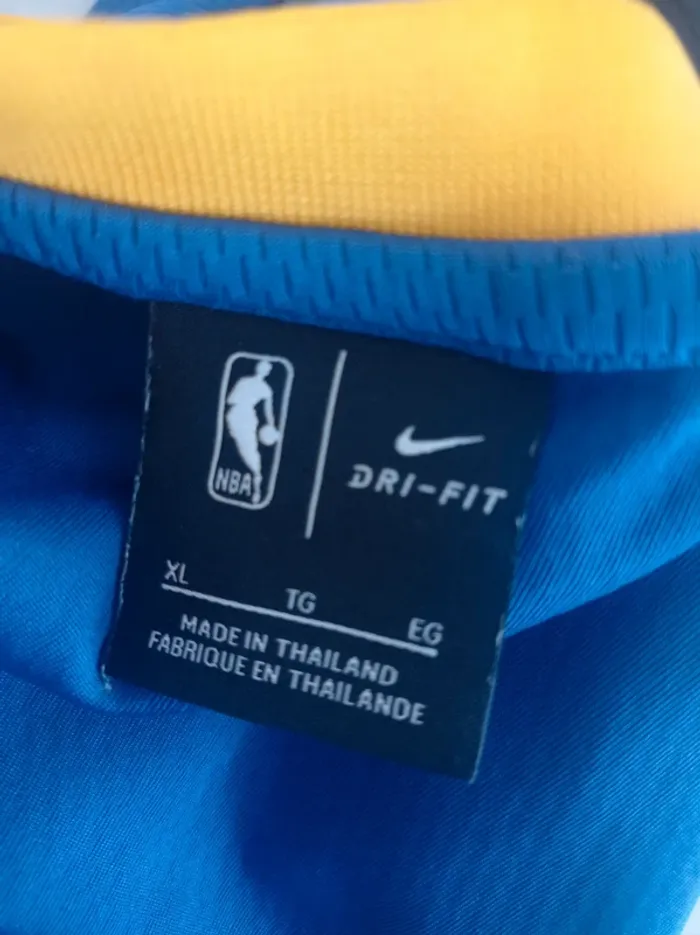 NBA
DRI-FIT
XL TG EG
MADE IN THAILAND
FABRIQUE EN THAILANDE